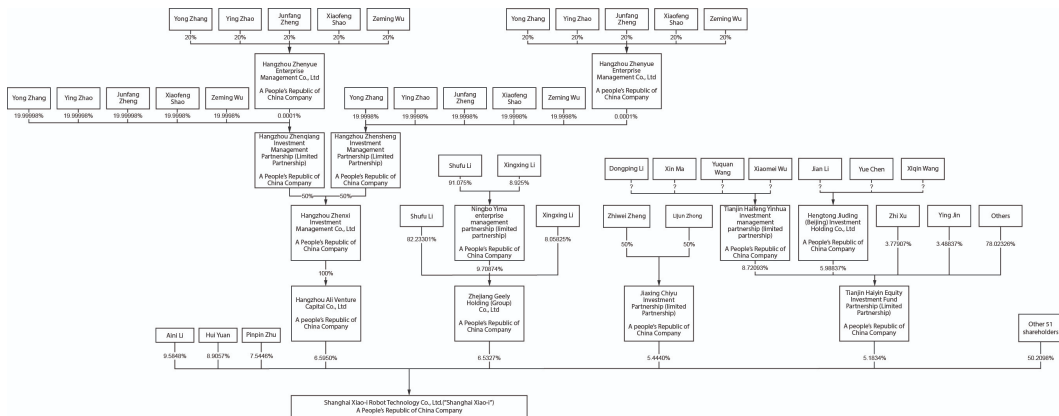 Yong Zhang
Ying Zhao
Junfang
Zheng
Xiaofeng
Shao
Zeming Wu
Yong Zhang
Ying Zhao
Junfang
Zheng
Xiaofeng
Shao
Zeming Wu
20%
20%
20%
20%
20%
20%
20%
20%
20%
20%
Hangzhou Zhenyue
Enterprise
Management Co., Ltd
A People's Republic of
China Company
Hangzhou Zhenyue
Enterprise
Management Co., Ltd
A People's Republic of
China Company
Yong Zhang
Ying Zhao
Junfang
Zheng
Xiaofeng
Shao
Zeming Wu
Yong Zhang
Ying Zhao
Junfang
Zheng
Xiaofeng
Shao
Zeming Wu
19.9998%
19.9998%
19.9998%
19.9998%
19.9998%
0.0001%
19.9998%
19.9998%
19.9998%
19.9998%
19.9998%
0.0001%
Hangzhou Zhenqiang
Investment
Management
Partnership (Limited
Partnership)
A People's Republic of
China Company
Hangzhou Zhensheng
Investment
Management
Partnership (Limited
Partnership)
A People's Republic of
China Company
50%
50%
Shufu Li
Xingxing Li
91.075%
8.925%
Dongping Li
Xin Ma
Yuquan
Wang
Xiaomei Wu
Jian Li
Yue Chen
Xiqin Wang
?
?
?
?
?
?
?
Hangzhou Zhenxi
Investment
Management Co., Ltd
A People's Republic of
China Company
Shufu Li
82.23301%
Ningbo Yima
enterprise
management
partnership (limited
partnership)
A People's Republic of
China Company
Xingxing Li
8.05825%
Zhiwei Zheng
50%
Lijun Zhong
50%
Tianjin Haifeng Yinhua
Investment
management
partnership (limited
partnership)
A People's Republic of
China Company
Hengtong Jiuding
(Beijing) Investment
Holding Co., Ltd
A People's Republic of
China Company
Zhi Xu
3.77907%
Ying Jin
3.48837%
Others
78.02326%
100%
9.70874%
8.72093%
5.98837%
Hangzhou Ali Venture
Capital Co., Ltd
A people's Republic of
China Company
Zhejiang Geely
Holding (Group)
Co., Ltd
A people's Republic of
China Company
Jiaxing Chiyu
Investment
Partnership (limited
Partnership)
A People's Republic of
China Company
Tianjin Haiyin Equity
Investment Fund
Partnership (Limited
Partnership)
A People's Republic of
China Company
Aini Li
Hui Yuan
Pinpin Zhu
Other 51
shareholders
9.5848%
8.9057%
7.5446%
6.5950%
6.5327%
5.4440%
5.1834%
50.2098%
Shanghai Xiao-i Robot Technology Co., Ltd.("Shanghai Xiao-i")
A People's Republic of China Company